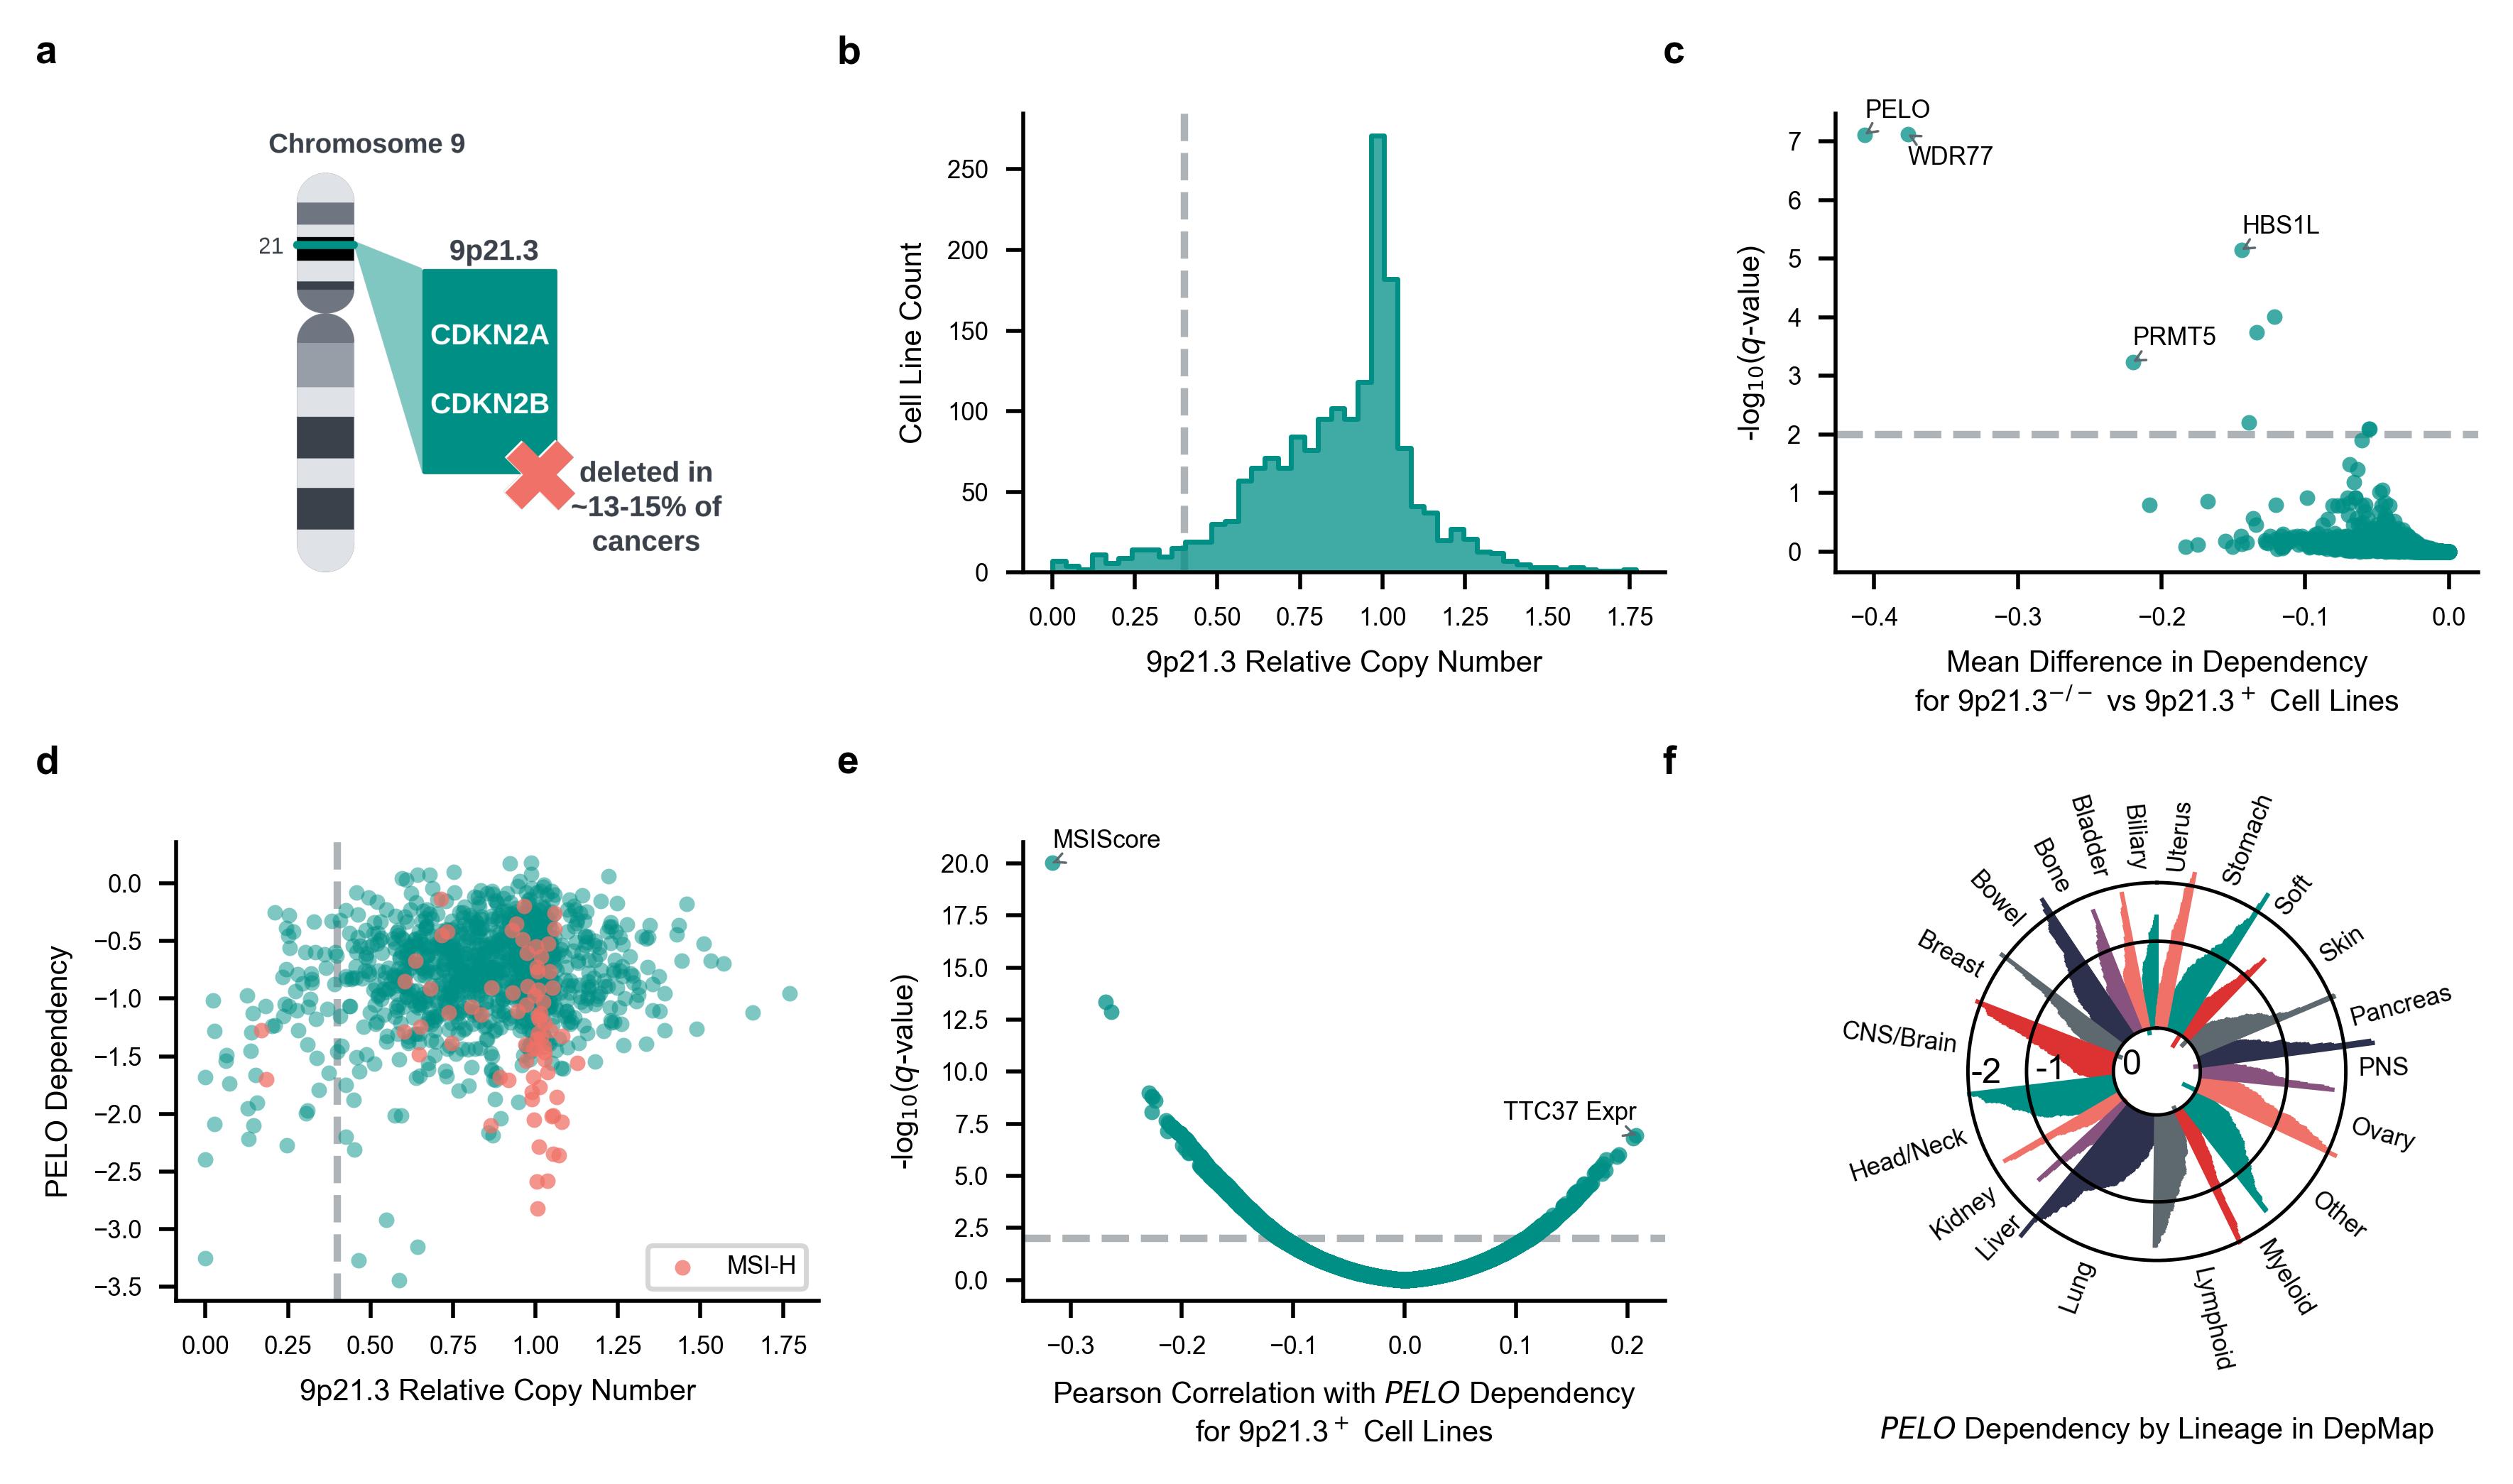 a
Chromosome 9
21
9p21.3
CDKN2A
CDKN2B
deleted in
~13-15% of
cancers
b
Cell Line Count
250
200
150
100
50
0
0.00 0.25 0.50 0.75 1.00 1.25 1.50 1.75
9p21.3 Relative Copy Number
c
-log10(q-value)
7
6
5
4
3
2
1
0
PELO
WDR77
HBS1L
PRMT5
−0.4 −0.3 −0.2 −0.1 0.0
Mean Difference in Dependency
for 9p21.3−/− vs 9p21.3+ Cell Lines
d
PELO Dependency
0.0
−0.5
−1.0
−1.5
−2.0
−2.5
−3.0
−3.5
MSI-H
0.00 0.25 0.50 0.75 1.00 1.25 1.50 1.75
9p21.3 Relative Copy Number
e
-log10(q-value)
20.0
17.5
15.0
12.5
10.0
7.5
5.0
2.5
0.0
MSIScore
TTC37 Expr
−0.3 −0.2 −0.1 0.0 0.1 0.2
Pearson Correlation with PELO Dependency
for 9p21.3+ Cell Lines
f
Biliary
Uterus
Stomach
Soft
Skin
Pancreas
PNS
Ovary
Other
Myeloid
Lymphoid
Lung
Liver
Kidney
Head/Neck
CNS/Brain
Breast
Bowel
Bone
Bladder
-2 -1 0
PELO Dependency by Lineage in DepMap